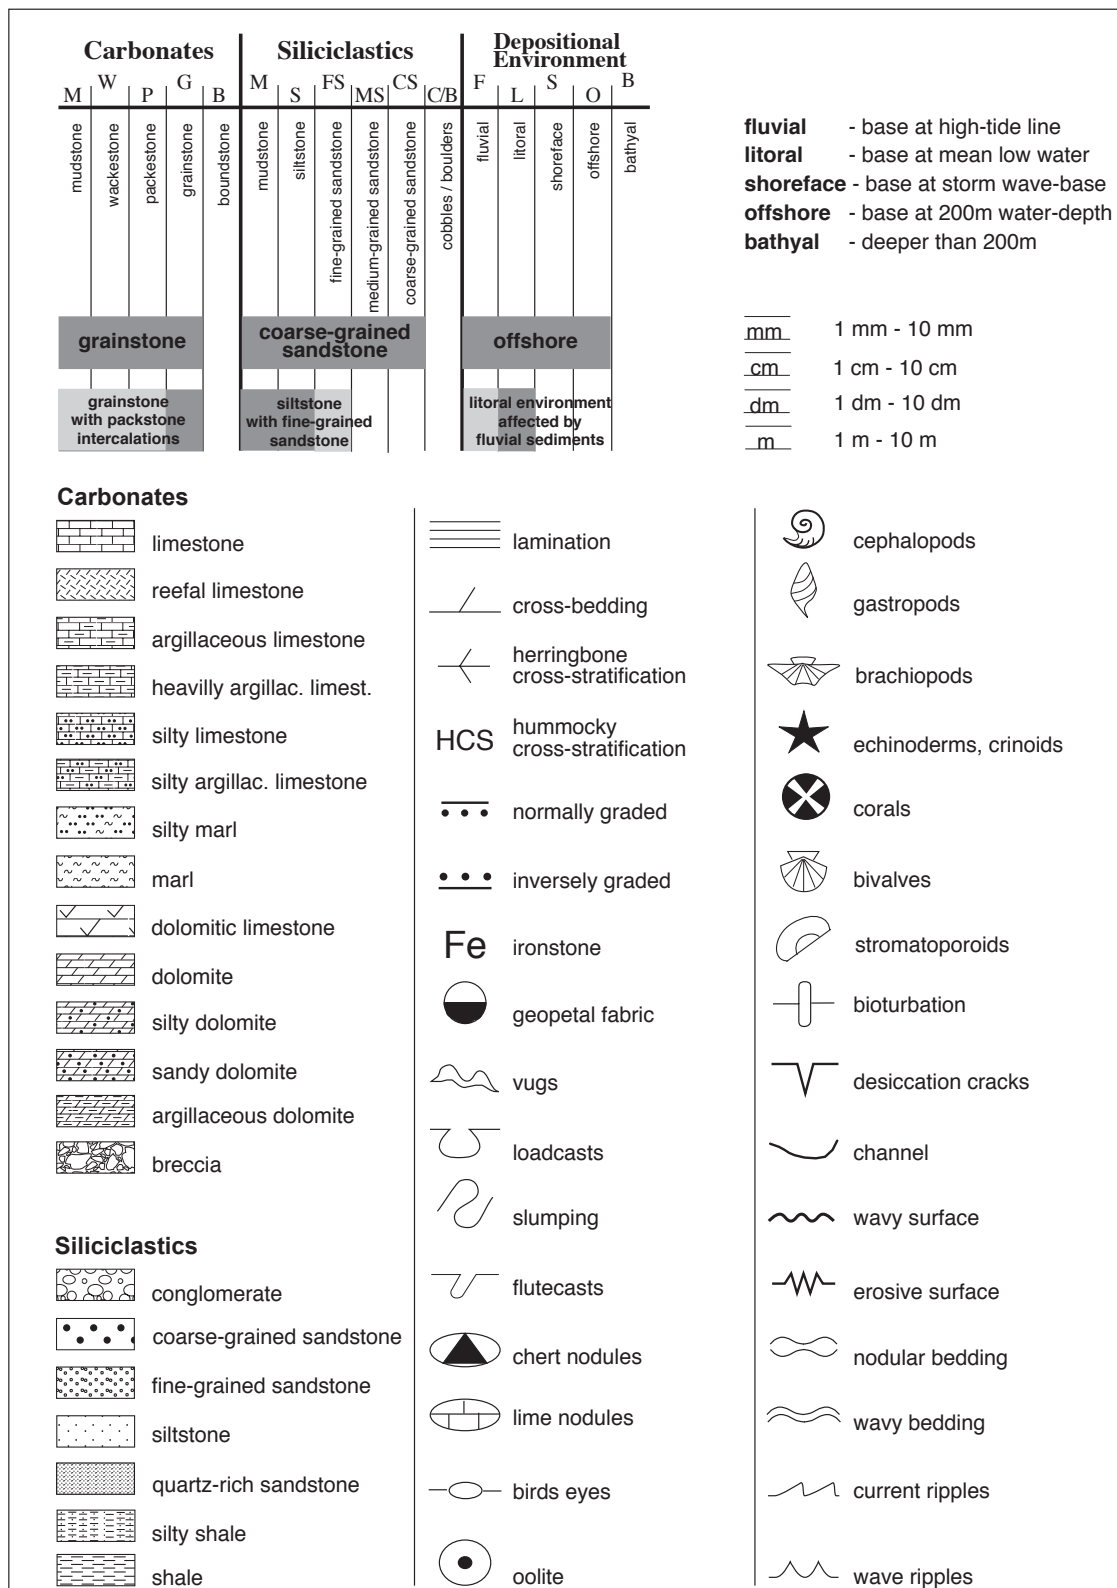 Carbonates
Siliciclastics
Depositional
Environment
M
W
P
G
B
M
S
FS
MS
CS
C/B
F
L
S
O
B
mudstone
wackestone
packestone
grainstone
boundstone
mudstone
siltstone
fine-grained sandstone
medium-grained sandstone
coarse-grained sandstone
cobbles / boulders
fluvial
litoral
shoreface
offshore
bathyal
grainstone
coarse-grained
sandstone
offshore
grainstone
with packstone
intercalations
siltstone
with fine-grained
sandstone
litoral environment
affected by
fluvial sediments
fluvial - base at high-tide line
litoral - base at mean low water
shoreface - base at storm wave-base
offshore - base at 200m water-depth
bathyal - deeper than 200m
mm 1 mm - 10 mm
cm 1 cm - 10 cm
dm 1 dm - 10 dm
m 1 m - 10 m
Carbonates
limestone
reefal limestone
argillaceous limestone
heavilly argillac. limest.
silty limestone
silty argillac. limestone
silty marl
marl
dolomitic limestone
dolomite
silty dolomite
sandy dolomite
argillaceous dolomite
breccia
Siliciclastics
conglomerate
coarse-grained sandstone
fine-grained sandstone
siltstone
quartz-rich sandstone
silty shale
shale
lamination
cross-bedding
herringbone
cross-stratification
HCS hummocky
cross-stratification
normally graded
inversely graded
Fe ironstone
geopetal fabric
vugs
loadcasts
slumping
flutecasts
chert nodules
lime nodules
birds eyes
oolite
cephalopods
gastropods
brachiopods
echinoderms, crinoids
corals
bivalves
stromatoporoids
bioturbation
desiccation cracks
channel
wavy surface
erosive surface
nodular bedding
wavy bedding
current ripples
wave ripples